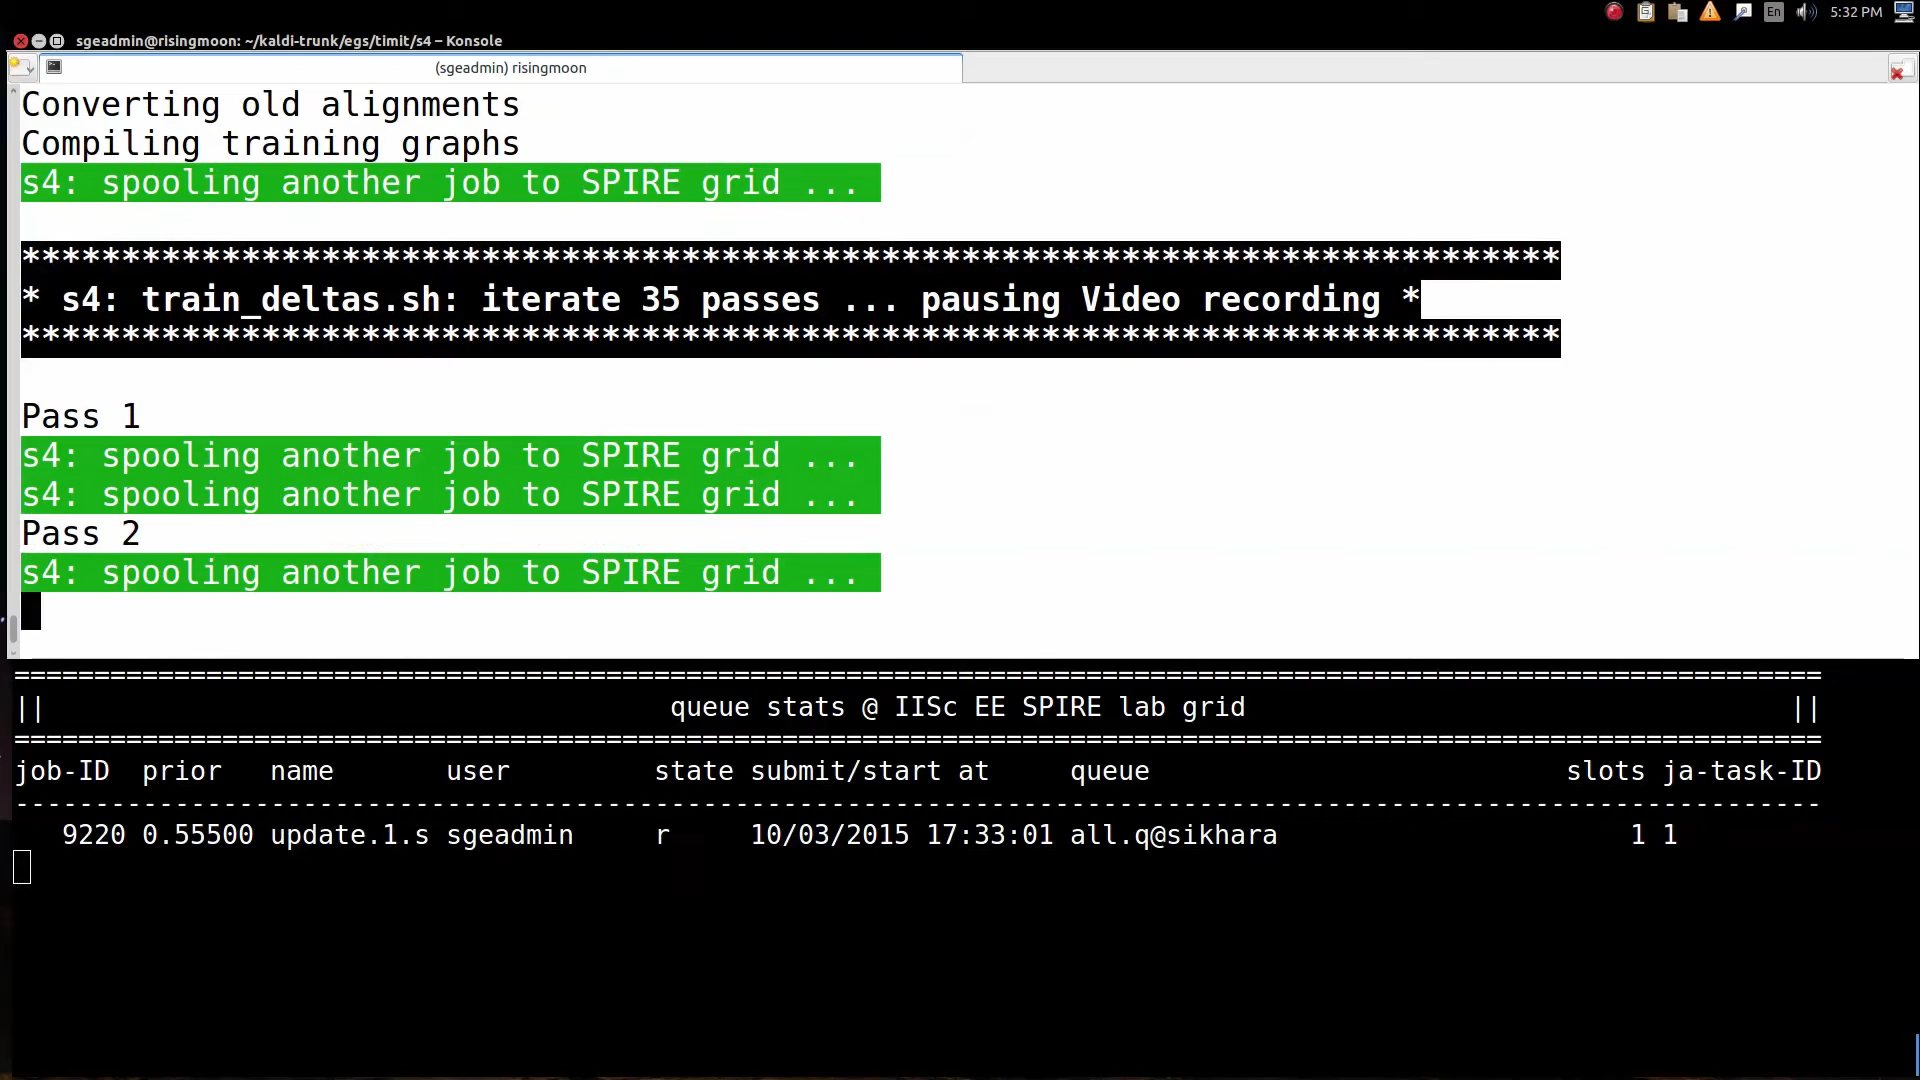 En 5:32 PM
sgeadmin@risingmoon: ~/kaldi-trunk/egs/timit/s4 – Konsole
(sgeadmin) risingmoon
Converting old alignments
Compiling training graphs
s4: spooling another job to SPIRE grid ...
*****************************************************************************
* s4: train_deltas.sh: iterate 35 passes ... pausing Video recording *
*****************************************************************************
Pass 1
s4: spooling another job to SPIRE grid ...
s4: spooling another job to SPIRE grid ...
Pass 2
s4: spooling another job to SPIRE grid ...
=================================================================================================================
|| queue stats @ IISc EE SPIRE lab grid ||
=================================================================================================================
job-ID prior name user state submit/start at queue slots ja-task-ID
-----------------------------------------------------------------------------------------------------------------
9220 0.55500 update.1.s sgeadmin r 10/03/2015 17:33:01 all.q@sikhara 1 1